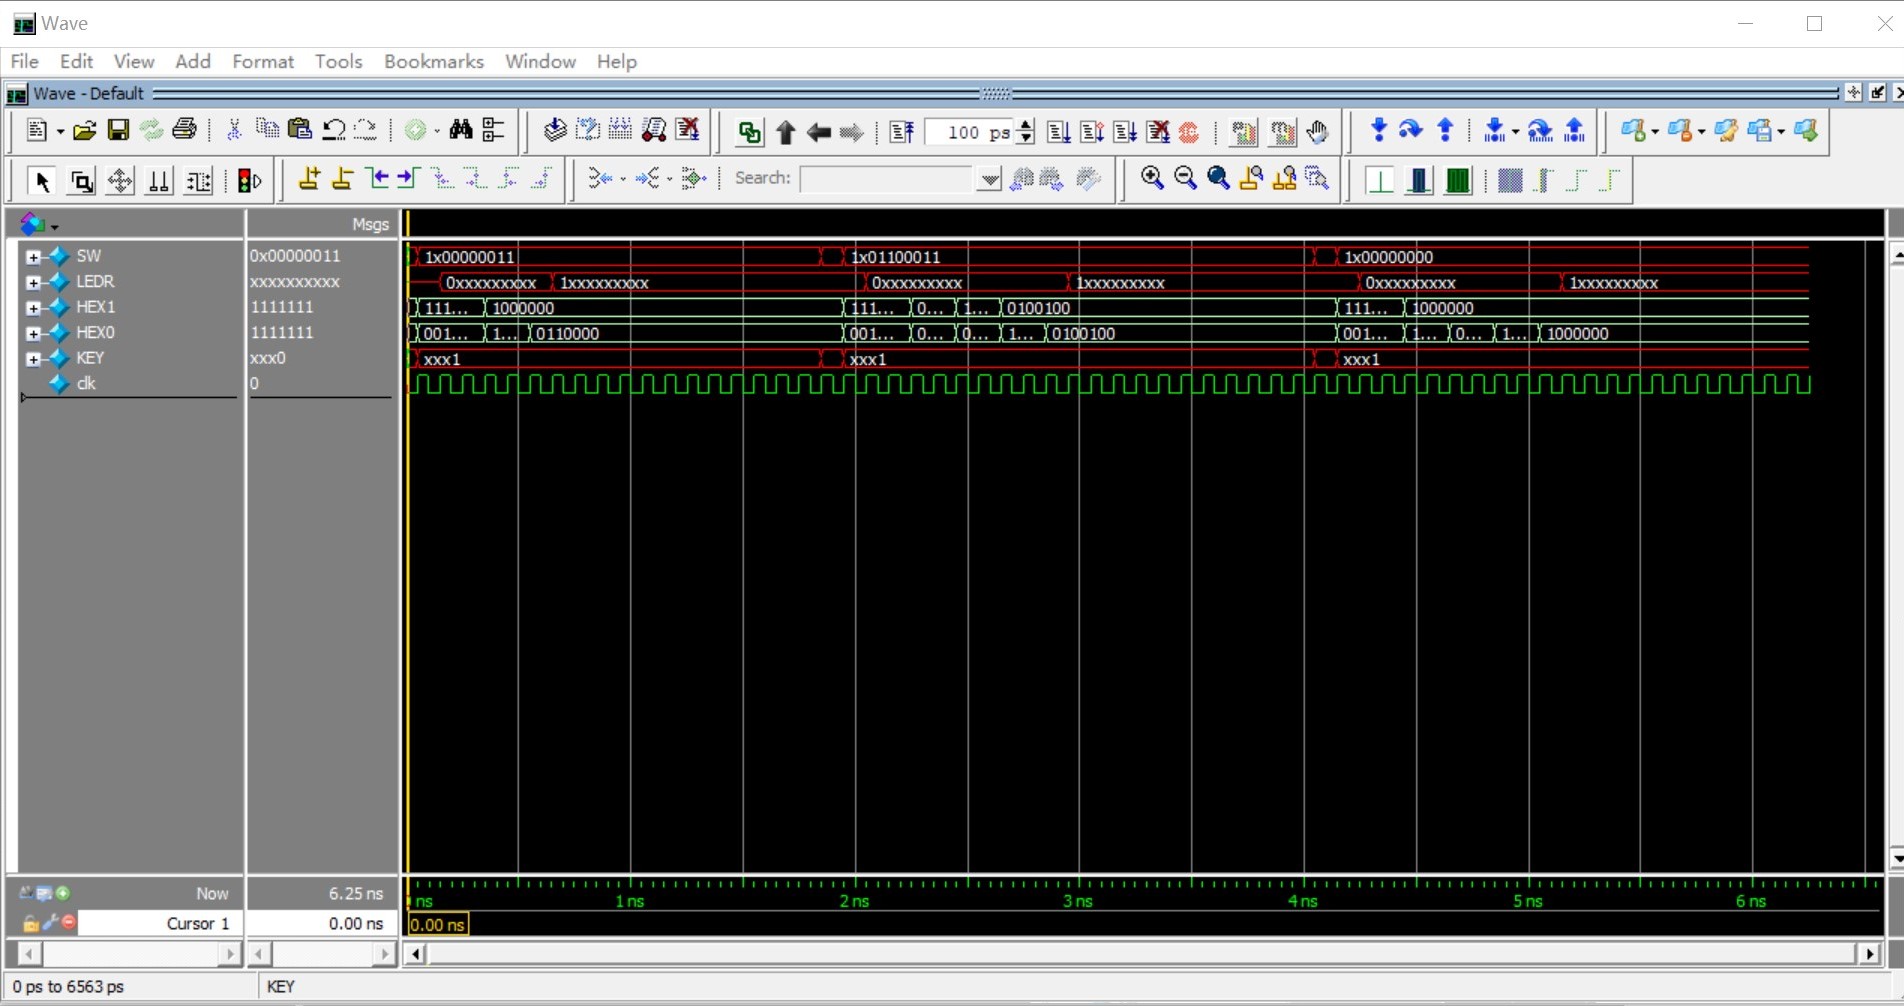 Wave
File Edit View Add Format Tools Bookmarks Window Help
Wave - Default
100 ps
Search:
Msgs
SW 0x00000011 1x00000011 1x01100011 1x00000000
LEDR xxxxxxxxxx 0xxxxxxxxx 1xxxxxxxxx 0xxxxxxxxx 1xxxxxxxxx 0xxxxxxxxx 1xxxxxxxxx
HEX1 1111111 111... 1000000 111... 0... 1... 0100100 111... 1000000
HEX0 1111111 001... 1... 0110000 001... 0... 0... 1... 0100100 001... 1... 0... 1... 1000000
KEY xxx0 xxx1 xxx1 xxx1
clk 0
Now 6.25 ns ns 1 ns 2 ns 3 ns 4 ns 5 ns 6 ns
Cursor 1 0.00 ns 0.00 ns
0 ps to 6563 ps KEY